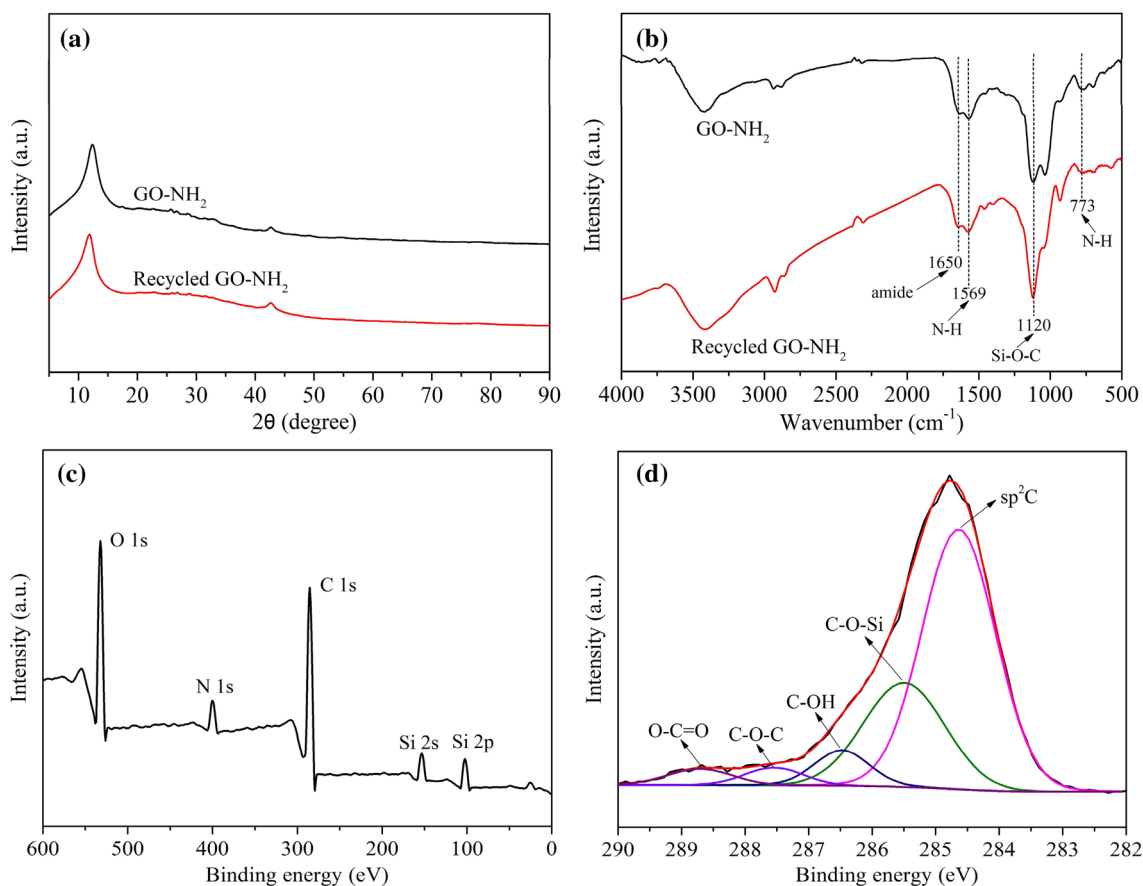 (a)
Intensity (a.u.)
GO-NH2
Recycled GO-NH2
10 20 30 40 50 60 70 80 90
2θ (degree)
(b)
Intensity (a.u.)
GO-NH2
773
N-H
1650
amide
1569
N-H
1120
Si-O-C
Recycled GO-NH2
4000 3500 3000 2500 2000 1500 1000 500
Wavenumber (cm-1)
(c)
Intensity (a.u.)
O 1s
C 1s
N 1s
Si 2s
Si 2p
600 500 400 300 200 100 0
Binding energy (eV)
(d)
Intensity (a.u.)
sp2C
C-O-Si
C-OH
C-O-C
O-C=O
290 289 288 287 286 285 284 283 282
Binding energy (eV)